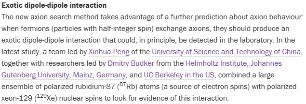 Exotic dipole-dipole interaction
The new axion search method takes advantage of a further prediction about axion behaviour:
when fermions (particles with half-integer spin) exchange axions, they should produce an
exotic dipole-dipole interaction that could, in principle, be detected in the laboratory. In the
latest study, a team led by Xinhua Peng of the University of Science and Technology of China,
together with researchers led by Dmitry Budker from the Helmholtz Institute, Johannes
Gutenberg University, Mainz, Germany, and UC Berkeley in the US, combined a large
ensemble of polarized rubidium-87 (⁸⁷Rb) atoms (a source of electron spins) with polarized
xenon-129 (¹²⁹Xe) nuclear spins to look for evidence of this interaction.